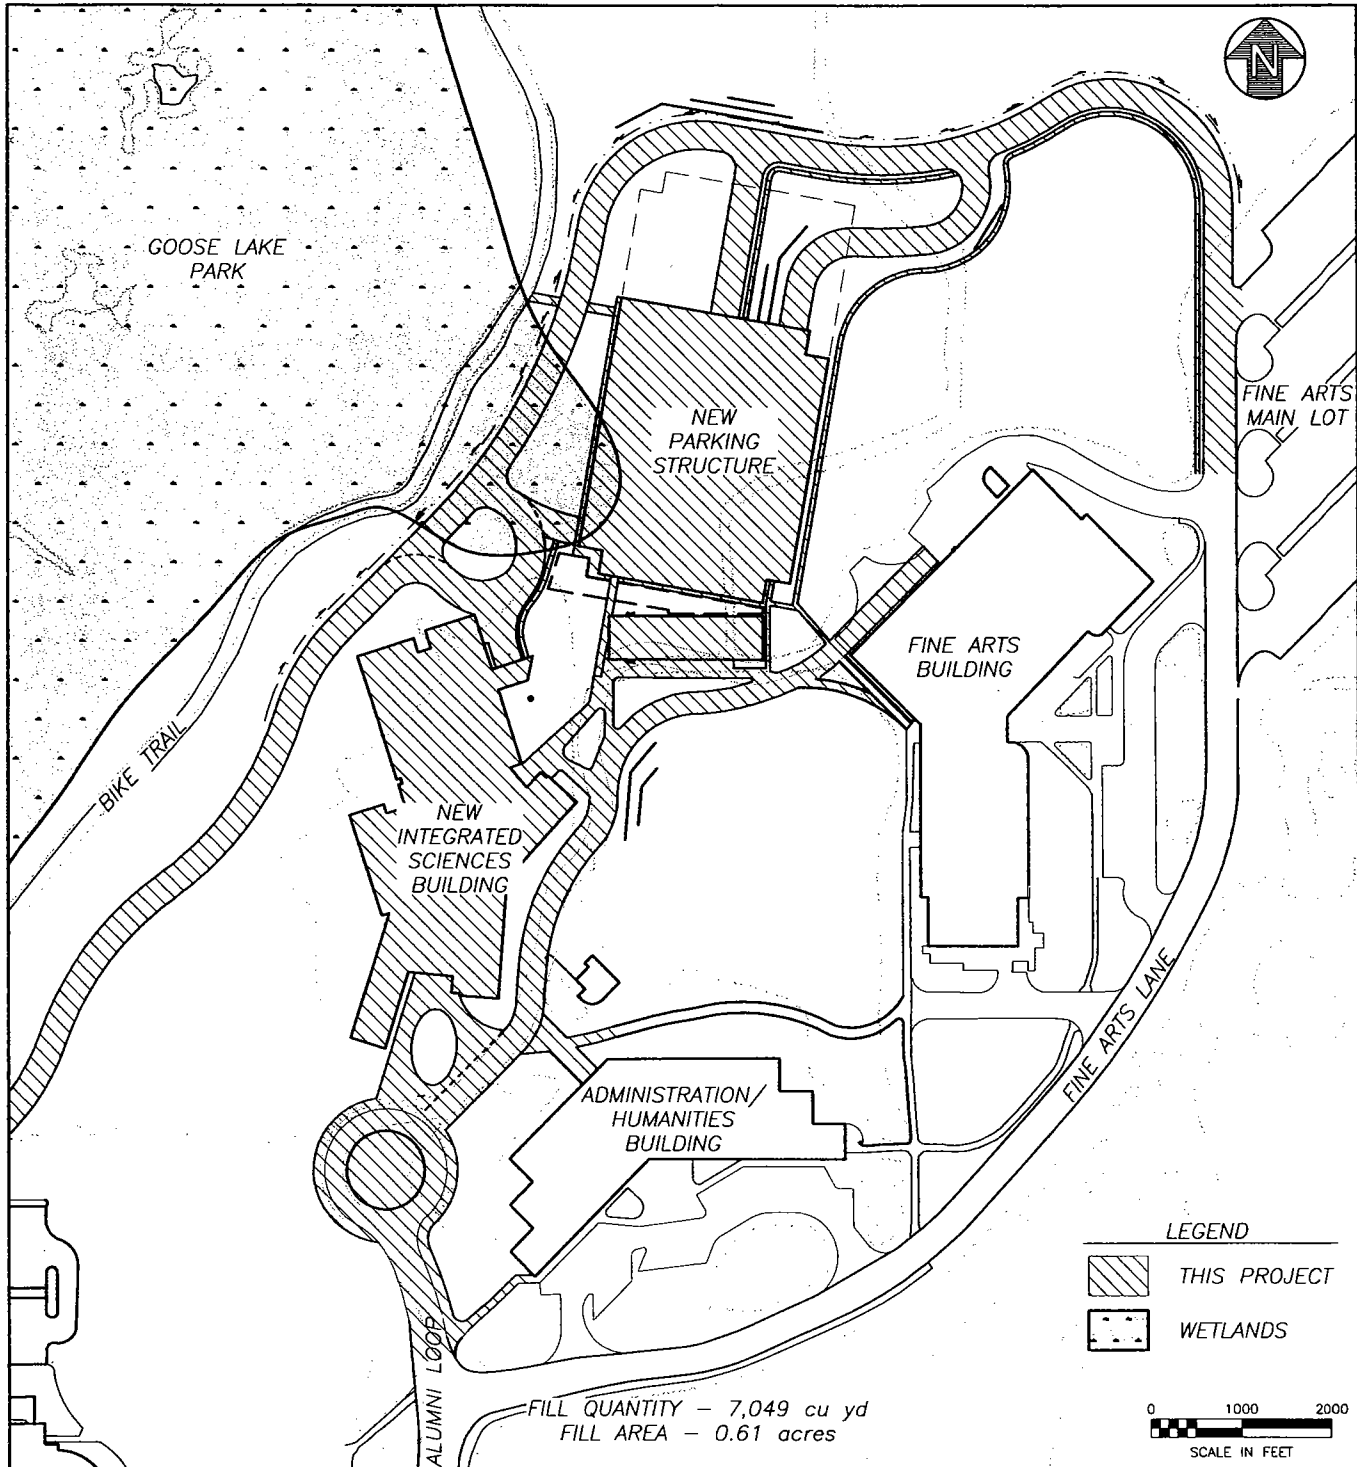 N
GOOSE LAKE
PARK
NEW
PARKING
STRUCTURE
FINE ARTS
MAIN LOT
FINE ARTS
BUILDING
BIKE TRAIL
NEW
INTEGRATED
SCIENCES
BUILDING
FINE ARTS LANE
ADMINISTRATION/
HUMANITIES
BUILDING
ALUMNI LOOP
LEGEND
THIS PROJECT
WETLANDS
FILL QUANTITY – 7,049 cu yd
FILL AREA – 0.61 acres
0 1000 2000
SCALE IN FEET